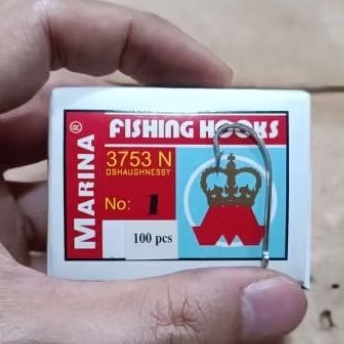 MARINA ®
FISHING HOOKS
3753 N
OSHAUGHNESSY
No: 1
100 pcs